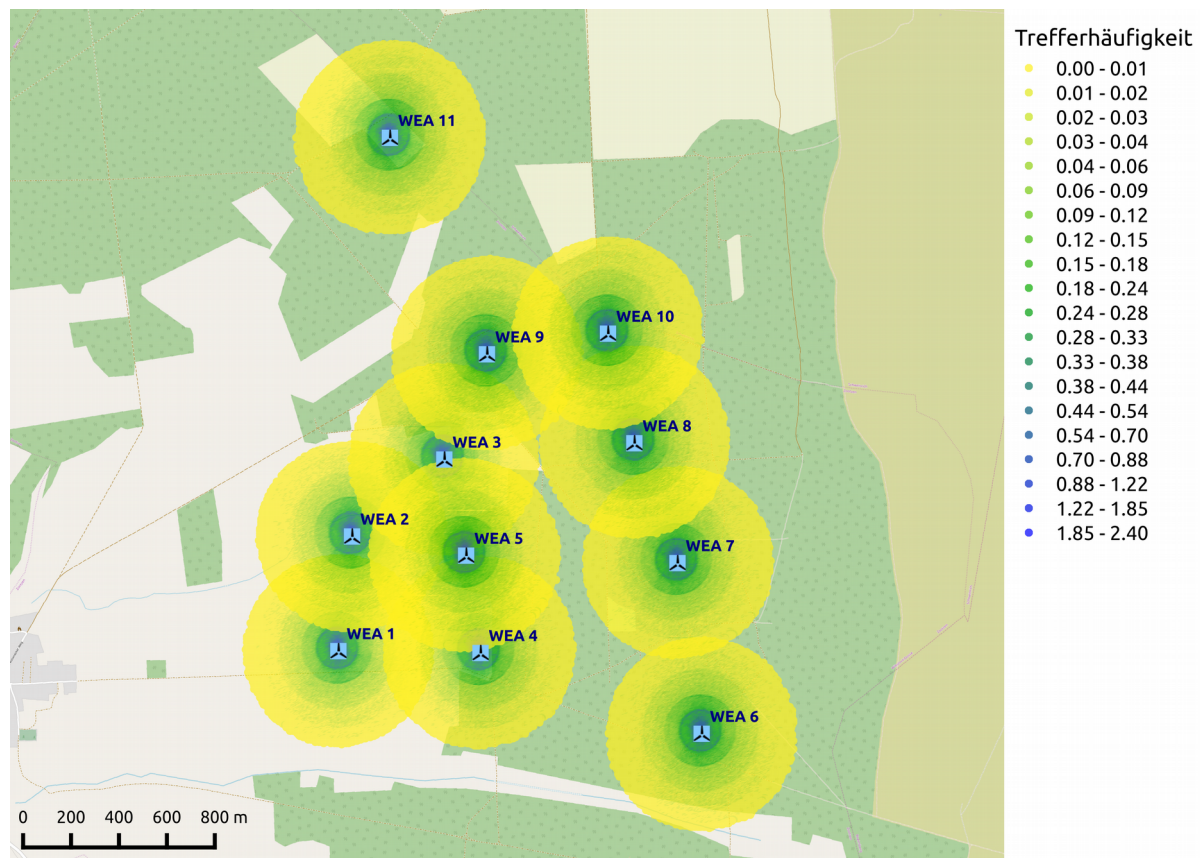 Trefferhäufigkeit
0.00 - 0.01
0.01 - 0.02
0.02 - 0.03
0.03 - 0.04
0.04 - 0.06
0.06 - 0.09
0.09 - 0.12
0.12 - 0.15
0.15 - 0.18
0.18 - 0.24
0.24 - 0.28
0.28 - 0.33
0.33 - 0.38
0.38 - 0.44
0.44 - 0.54
0.54 - 0.70
0.70 - 0.88
0.88 - 1.22
1.22 - 1.85
1.85 - 2.40
WEA 11
WEA 10
WEA 9
WEA 8
WEA 3
WEA 2
WEA 5
WEA 7
WEA 1
WEA 4
WEA 6
0 200 400 600 800 m